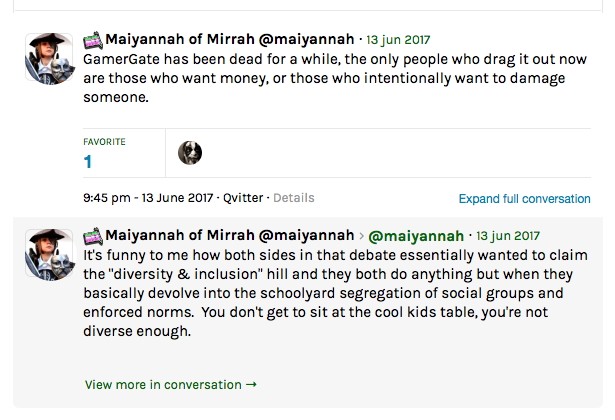 Maiyannah of Mirrah @maiyannah · 13 jun 2017
GamerGate has been dead for a while, the only people who drag it out now
are those who want money, or those who intentionally want to damage
someone.
FAVORITE
1
9:45 pm - 13 June 2017 · Qvitter · Details
Expand full conversation
Maiyannah of Mirrah @maiyannah > @maiyannah · 13 jun 2017
It's funny to me how both sides in that debate essentially wanted to claim
the "diversity & inclusion" hill and they both do anything but when they
basically devolve into the schoolyard segregation of social groups and
enforced norms.  You don't get to sit at the cool kids table, you're not
diverse enough.
View more in conversation →